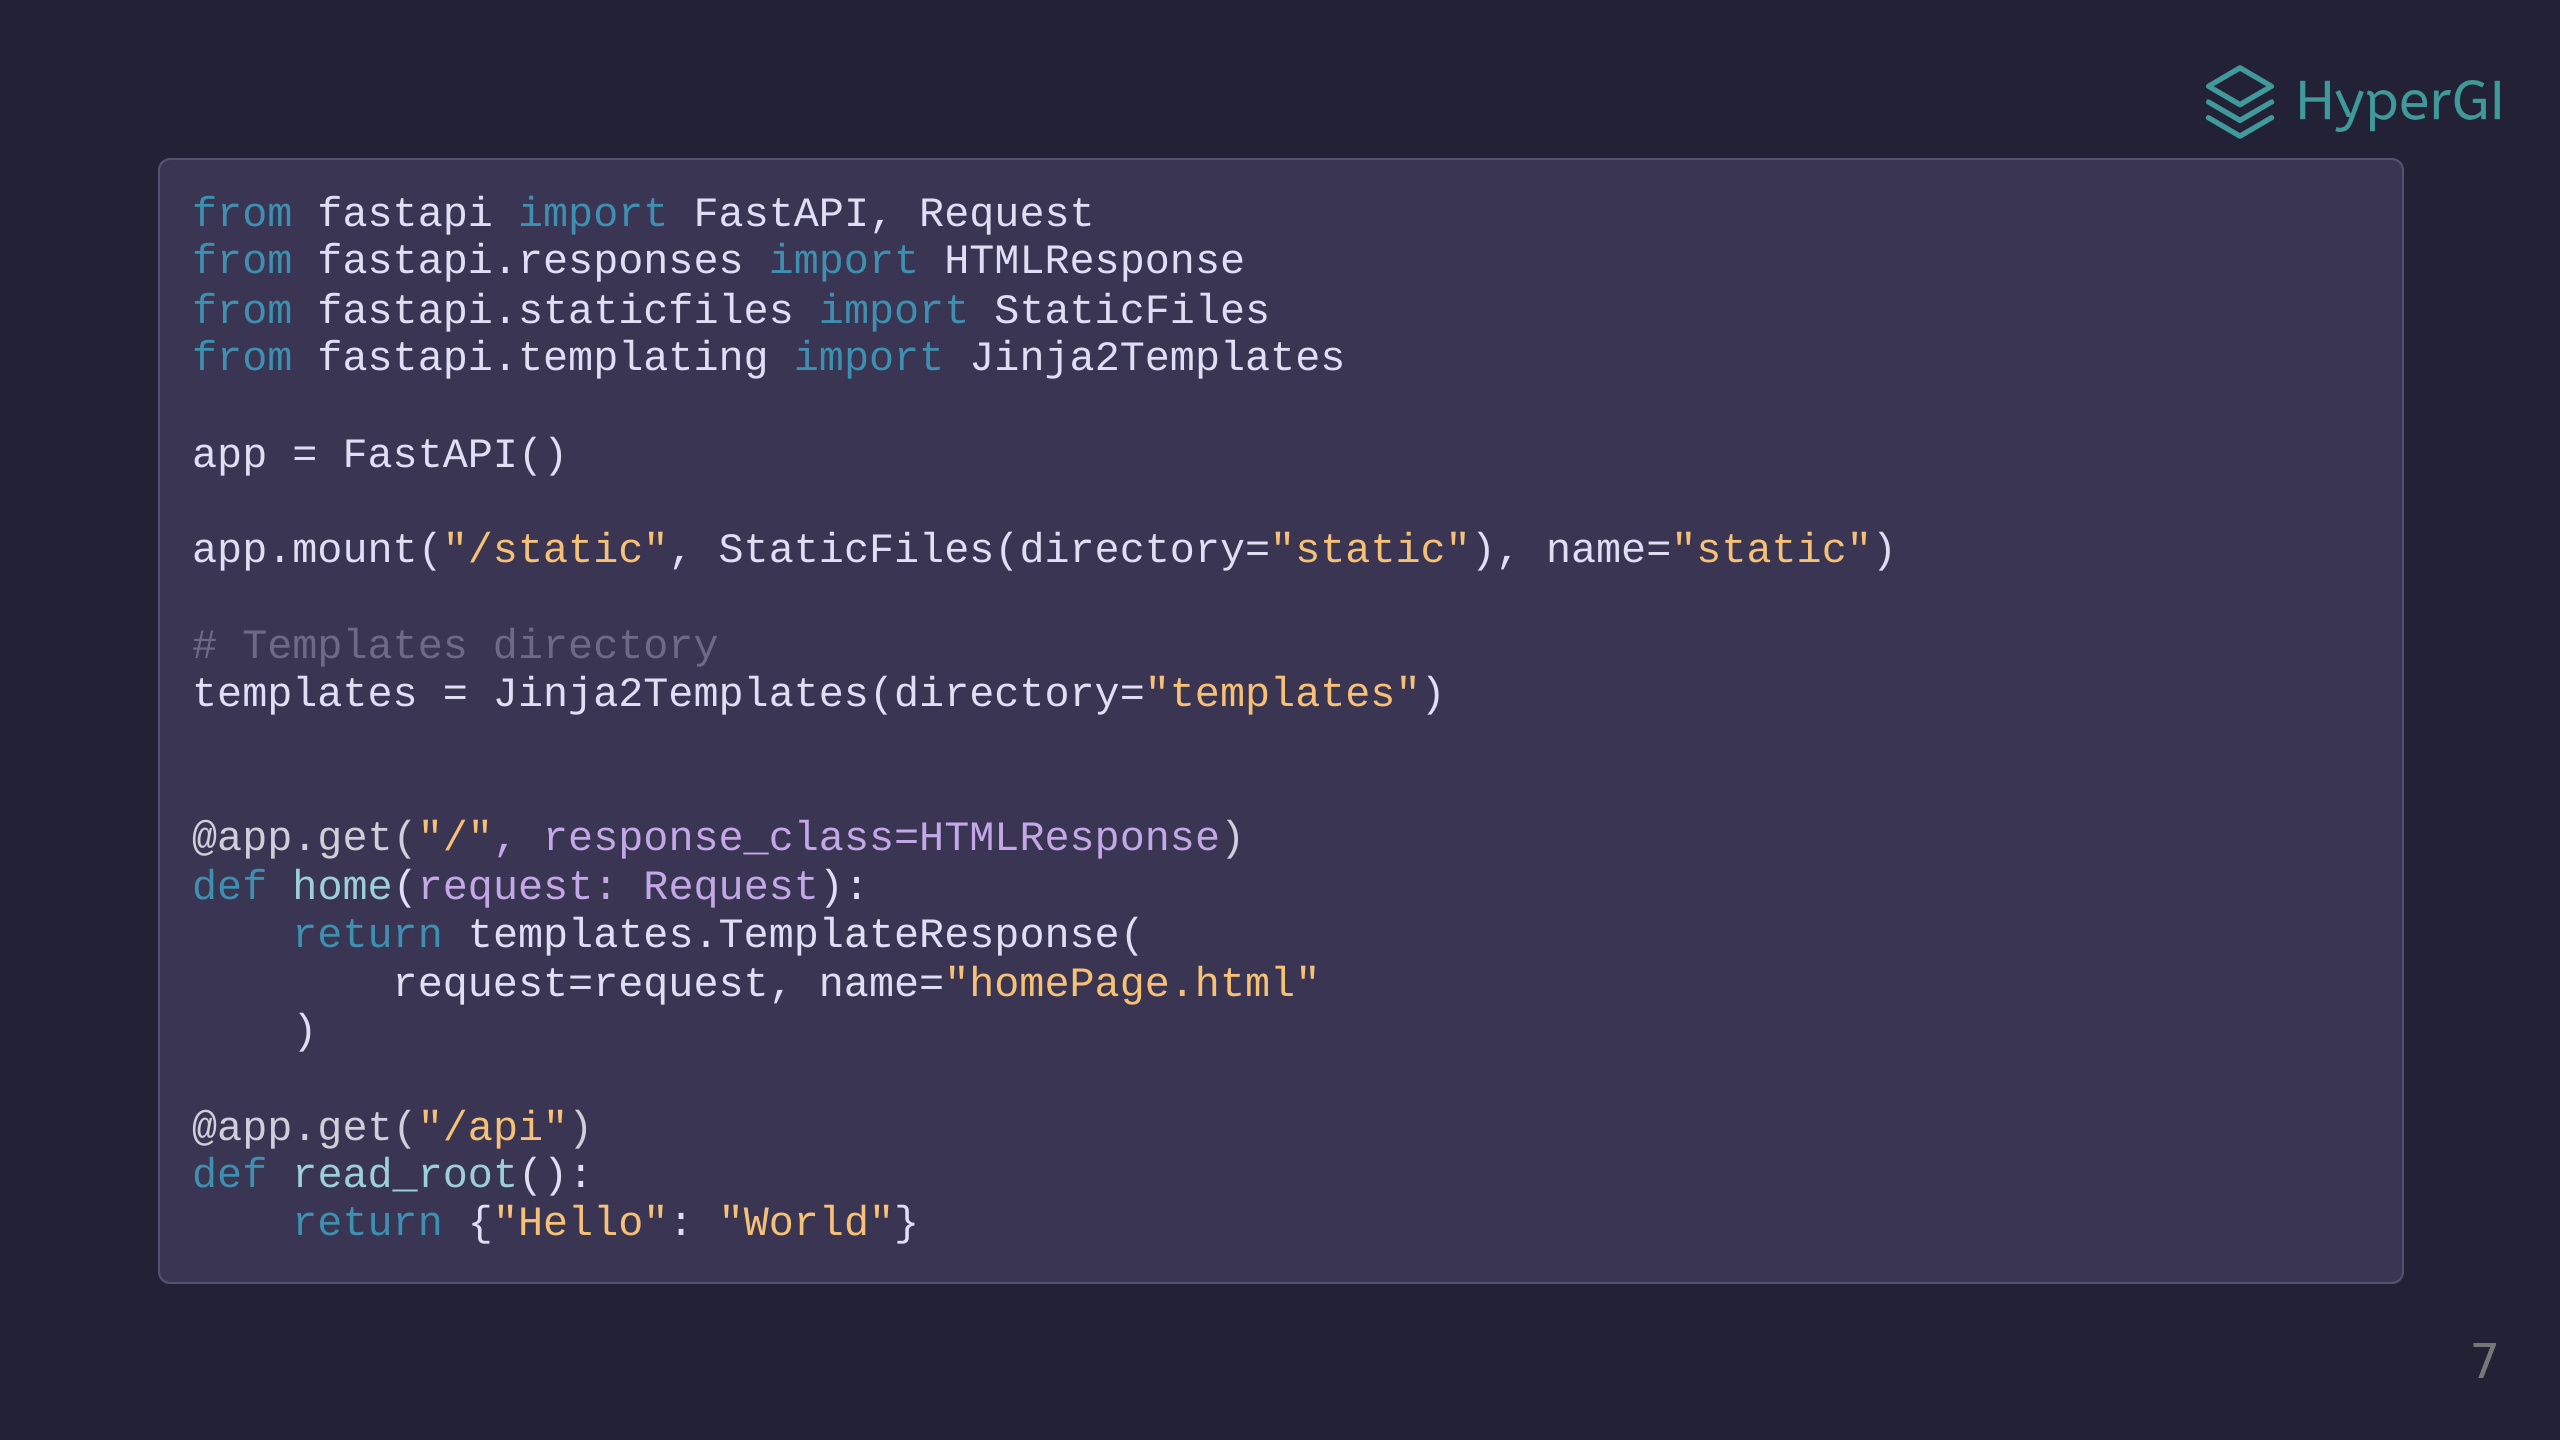 HyperGI
from fastapi import FastAPI, Request
from fastapi.responses import HTMLResponse
from fastapi.staticfiles import StaticFiles
from fastapi.templating import Jinja2Templates
app = FastAPI()
app.mount("/static", StaticFiles(directory="static"), name="static")
# Templates directory
templates = Jinja2Templates(directory="templates")
@app.get("/", response_class=HTMLResponse)
def home(request: Request):
    return templates.TemplateResponse(
        request=request, name="homePage.html"
    )
@app.get("/api")
def read_root():
    return {"Hello": "World"}
7